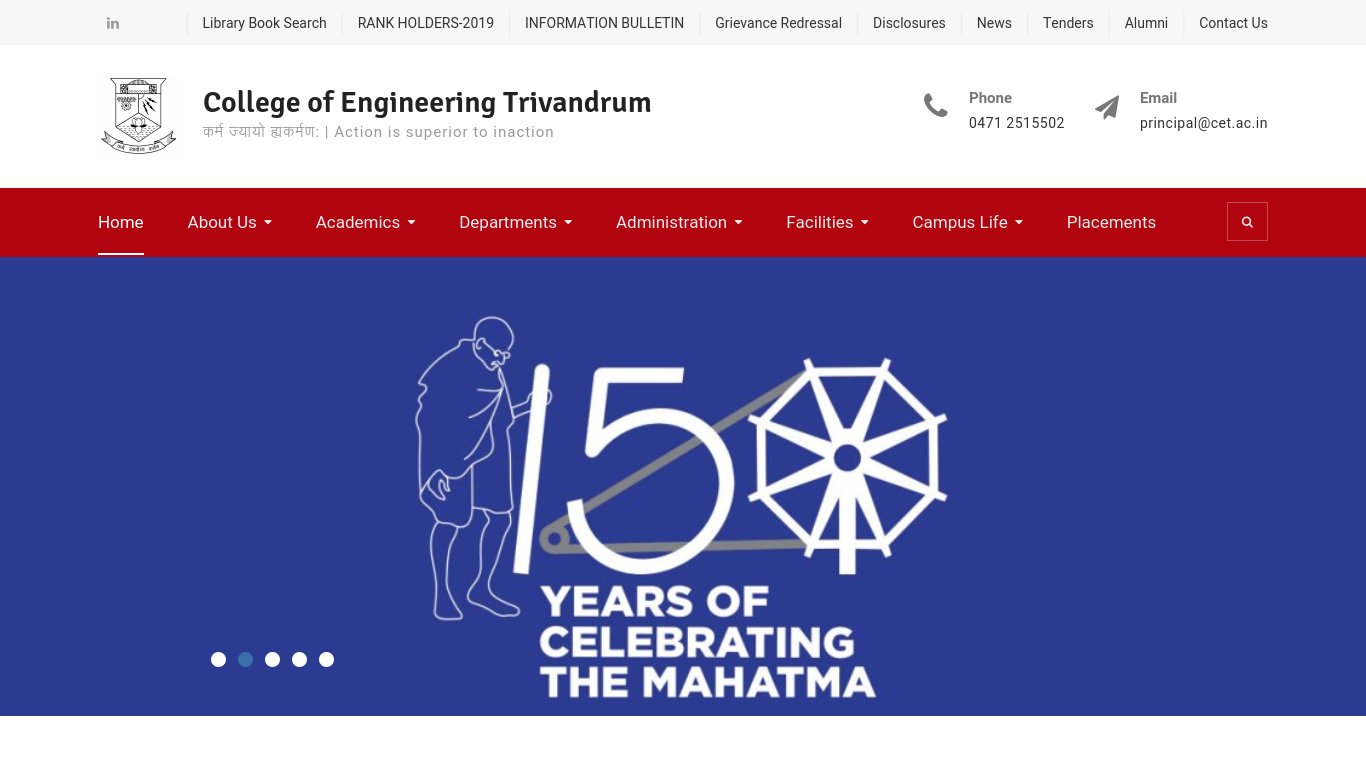 Library Book Search
RANK HOLDERS-2019
INFORMATION BULLETIN
Grievance Redressal
Disclosures
News
Tenders
Alumni
Contact Us
College of Engineering Trivandrum
कर्म ज्यायो ह्यकर्मण: | Action is superior to inaction
Phone
0471 2515502
Email
principal@cet.ac.in
Home
About Us
Academics
Departments
Administration
Facilities
Campus Life
Placements
150
YEARS OF
CELEBRATING
THE MAHATMA